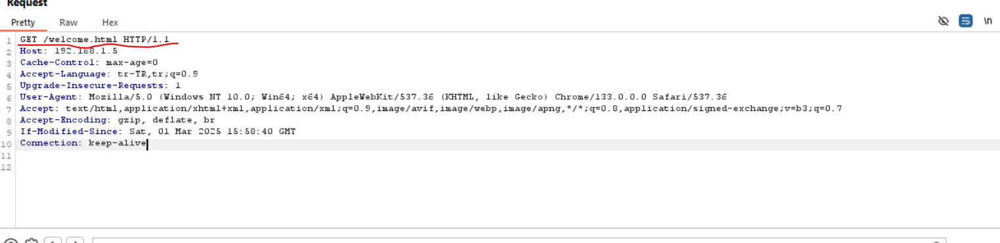 Request
Pretty Raw Hex
\n
1 GET /welcome.html HTTP/1.1
2 Host: 192.168.1.5
3 Cache-Control: max-age=0
4 Accept-Language: tr-TR,tr;q=0.9
5 Upgrade-Insecure-Requests: 1
6 User-Agent: Mozilla/5.0 (Windows NT 10.0; Win64; x64) AppleWebKit/537.36 (KHTML, like Gecko) Chrome/133.0.0.0 Safari/537.36
7 Accept: text/html,application/xhtml+xml,application/xml;q=0.9,image/avif,image/webp,image/apng,*/*;q=0.8,application/signed-exchange;v=b3;q=0.7
8 Accept-Encoding: gzip, deflate, br
9 If-Modified-Since: Sat, 01 Mar 2025 15:58:40 GMT
10 Connection: keep-alive
11
12